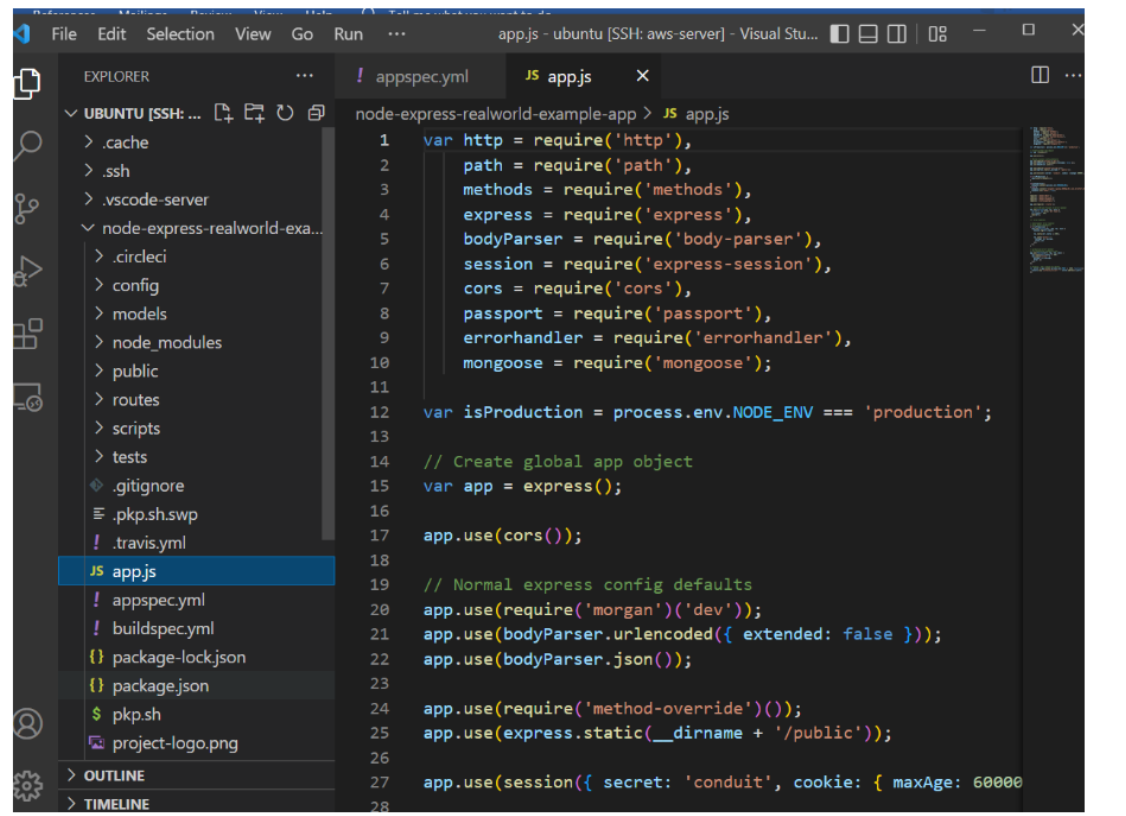 File Edit Selection View Go Run ··· app.js - ubuntu [SSH: aws-server] - Visual Stu...
EXPLORER ···
UBUNTU [SSH: ...
.cache
.ssh
.vscode-server
node-express-realworld-exa...
.circleci
config
models
node_modules
public
routes
scripts
tests
.gitignore
.pkp.sh.swp
! .travis.yml
JS app.js
! appspec.yml
! buildspec.yml
{} package-lock.json
{} package.json
$ pkp.sh
project-logo.png
OUTLINE
TIMELINE
! appspec.yml JS app.js
node-express-realworld-example-app > JS app.js
1 var http = require('http'),
2 path = require('path'),
3 methods = require('methods'),
4 express = require('express'),
5 bodyParser = require('body-parser'),
6 session = require('express-session'),
7 cors = require('cors'),
8 passport = require('passport'),
9 errorhandler = require('errorhandler'),
10 mongoose = require('mongoose');
11
12 var isProduction = process.env.NODE_ENV === 'production';
13
14 // Create global app object
15 var app = express();
16
17 app.use(cors());
18
19 // Normal express config defaults
20 app.use(require('morgan')('dev'));
21 app.use(bodyParser.urlencoded({ extended: false }));
22 app.use(bodyParser.json());
23
24 app.use(require('method-override')());
25 app.use(express.static(__dirname + '/public'));
26
27 app.use(session({ secret: 'conduit', cookie: { maxAge: 60000
28